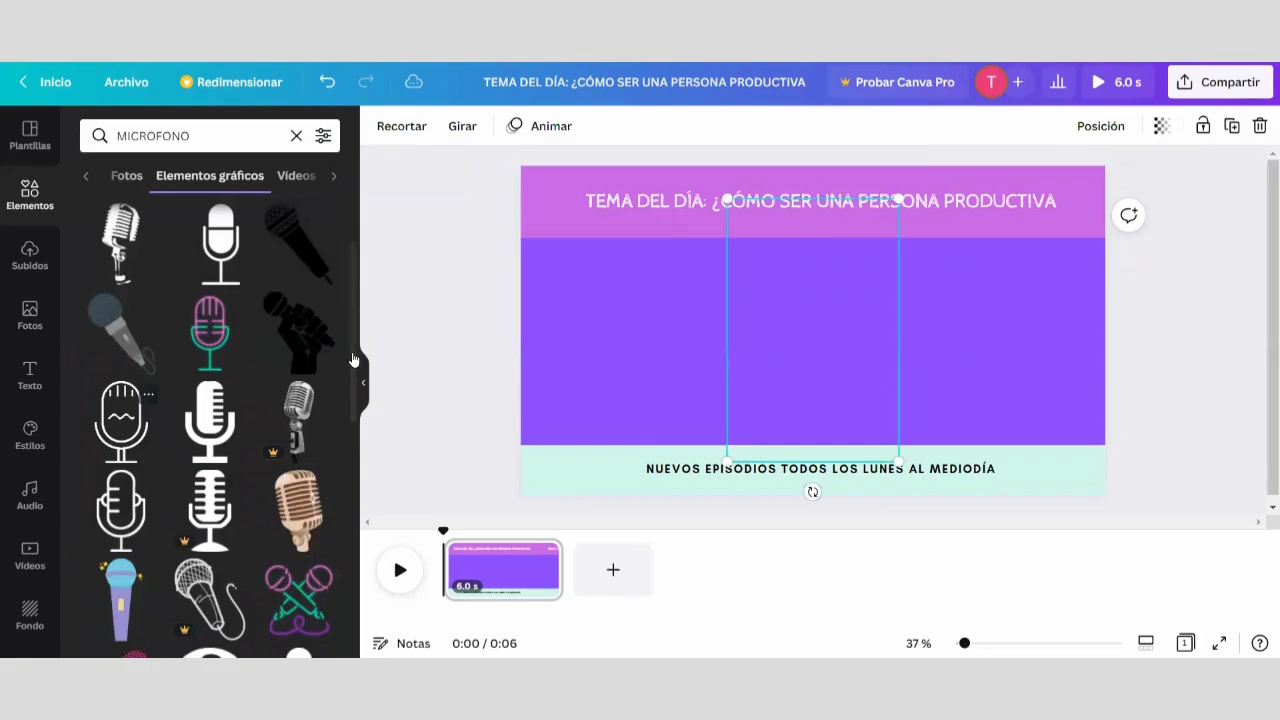 Inicio
Archivo
Redimensionar
TEMA DEL DÍA: ¿CÓMO SER UNA PERSONA PRODUCTIVA
Probar Canva Pro
T
6.0 s
Compartir
Plantillas
Elementos
Subidos
Fotos
Texto
Estilos
Audio
Videos
Fondo
MICROFONO
Fotos
Elementos gráficos
Videos
Recortar
Girar
Animar
Posición
TEMA DEL DÍA: ¿CÓMO SER UNA PERSONA PRODUCTIVA
NUEVOS EPISODIOS TODOS LOS LUNES AL MEDIODÍA
6.0 s
Notas
0:00 / 0:06
37 %
1